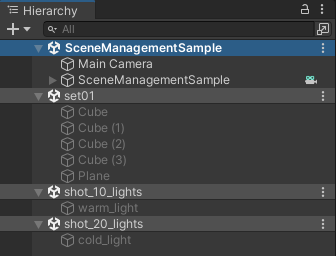 Hierarchy
All
SceneManagementSample
Main Camera
SceneManagementSample
set01
Cube
Cube (1)
Cube (2)
Cube (3)
Plane
shot_10_lights
warm_light
shot_20_lights
cold_light